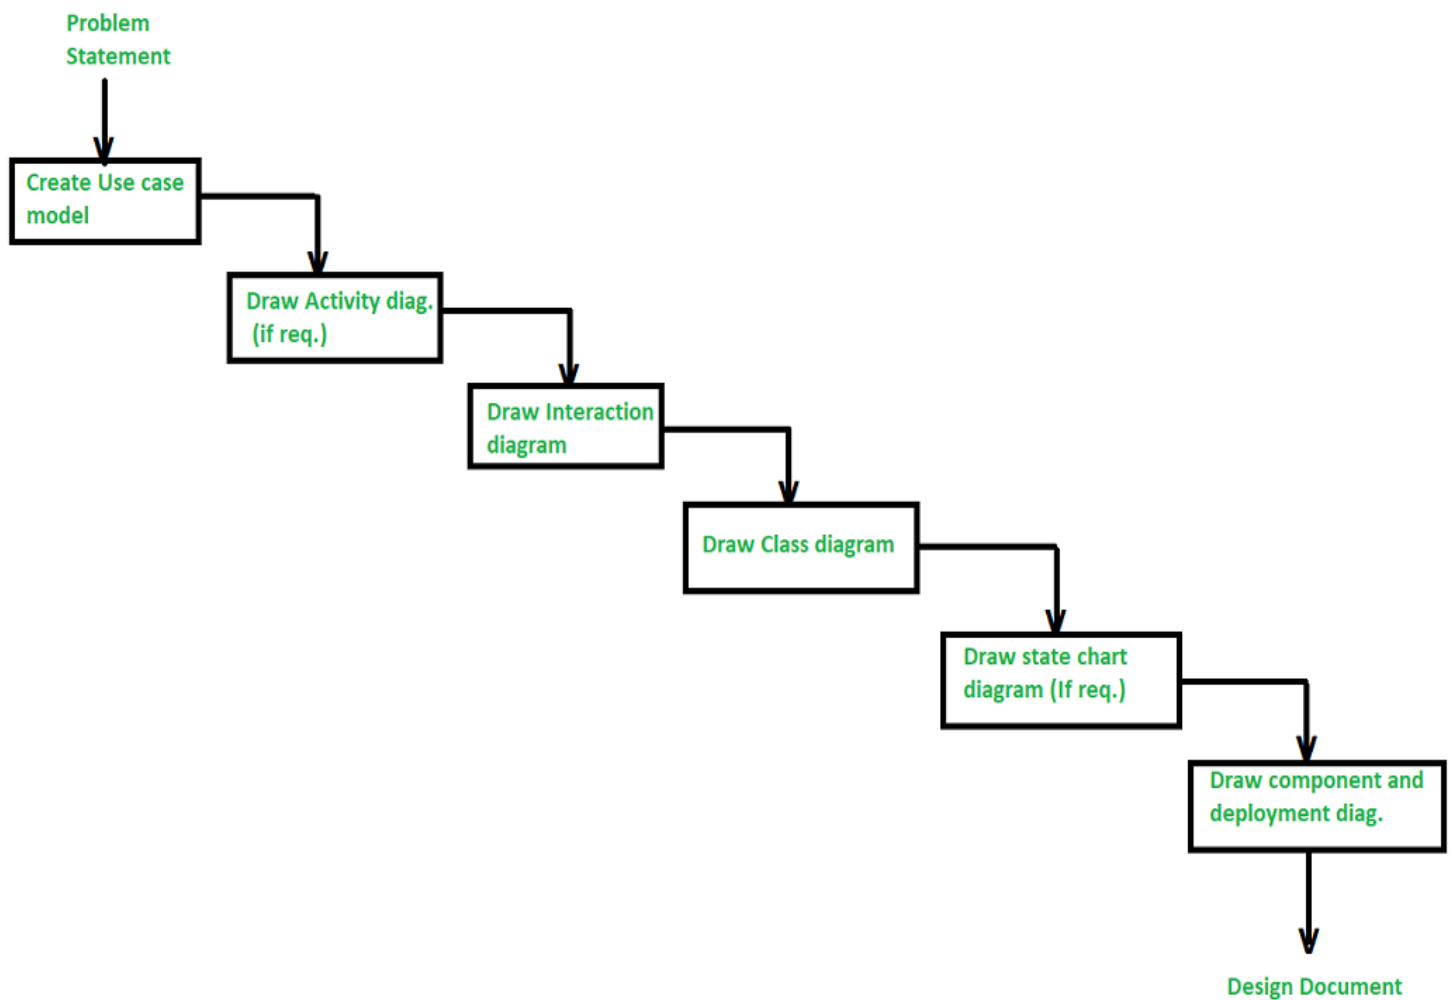 Problem
Statement
Create Use case
model
Draw Activity diag.
(if req.)
Draw Interaction
diagram
Draw Class diagram
Draw state chart
diagram (If req.)
Draw component and
deployment diag.
Design Document